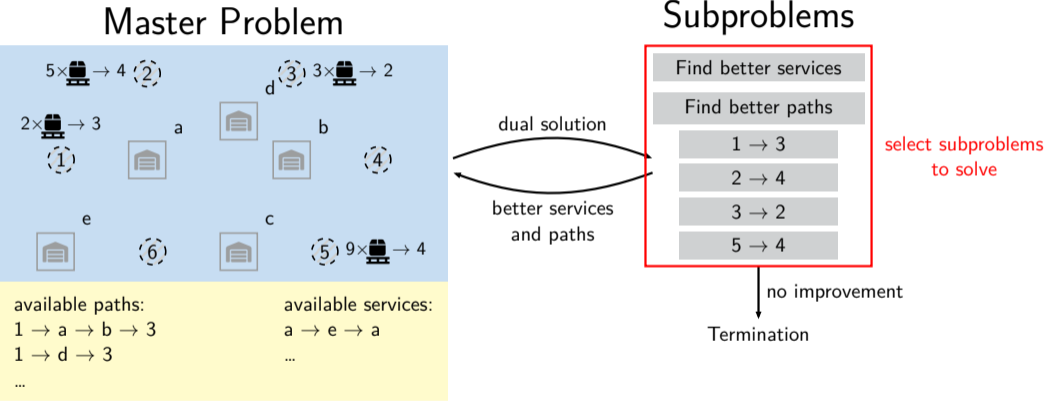 Master Problem
5× → 4 2
3 3× → 2
d
2× → 3
a
b
1
4
e
c
6
5 9× → 4
available paths:
1 → a → b → 3
1 → d → 3
...
available services:
a → e → a
...
dual solution
better services
and paths
Subproblems
Find better services
Find better paths
1 → 3
2 → 4
3 → 2
5 → 4
select subproblems
to solve
no improvement
Termination